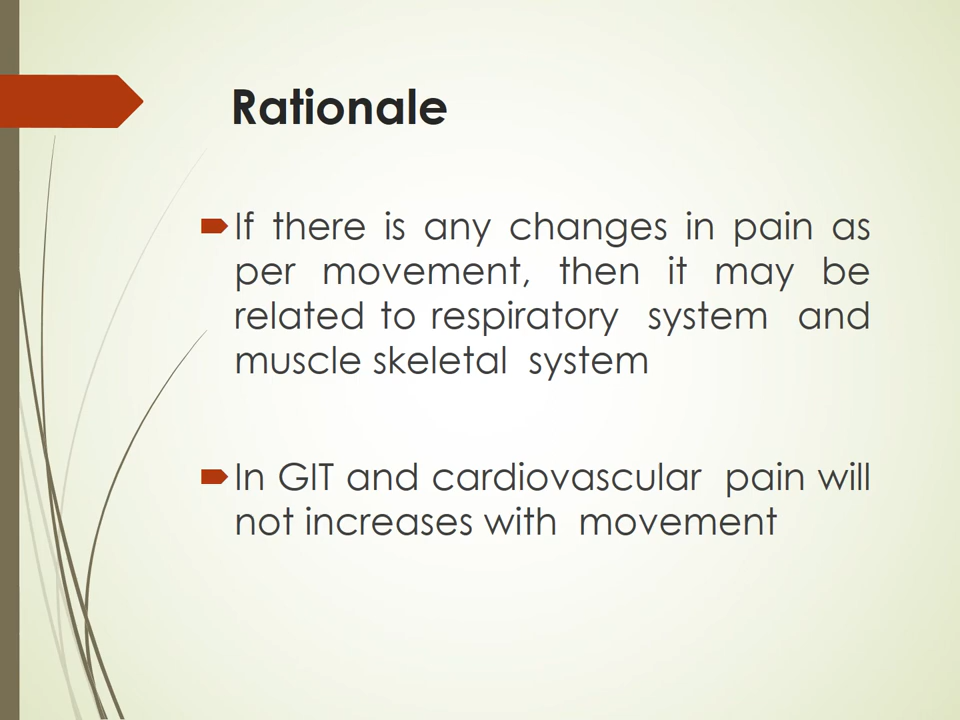 Rationale
If there is any changes in pain as
per movement, then it may be
related to respiratory system and
muscle skeletal system
In GIT and cardiovascular pain will
not increases with movement